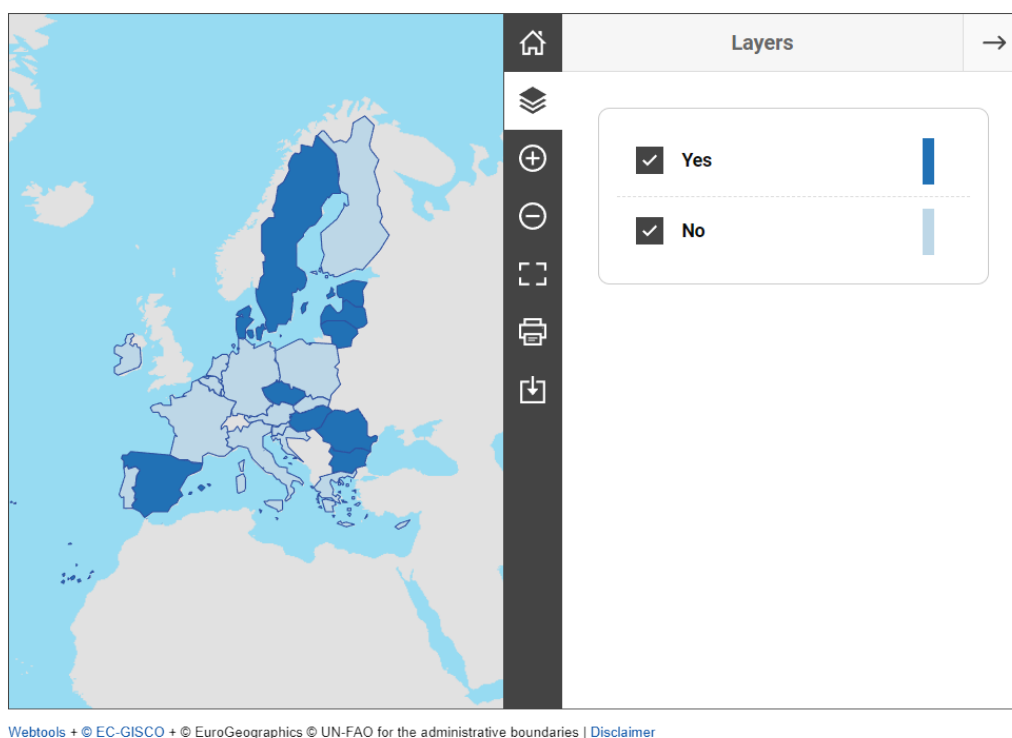 Layers
Yes
No
Webtools + © EC-GISCO + © EuroGeographics © UN-FAO for the administrative boundaries | Disclaimer